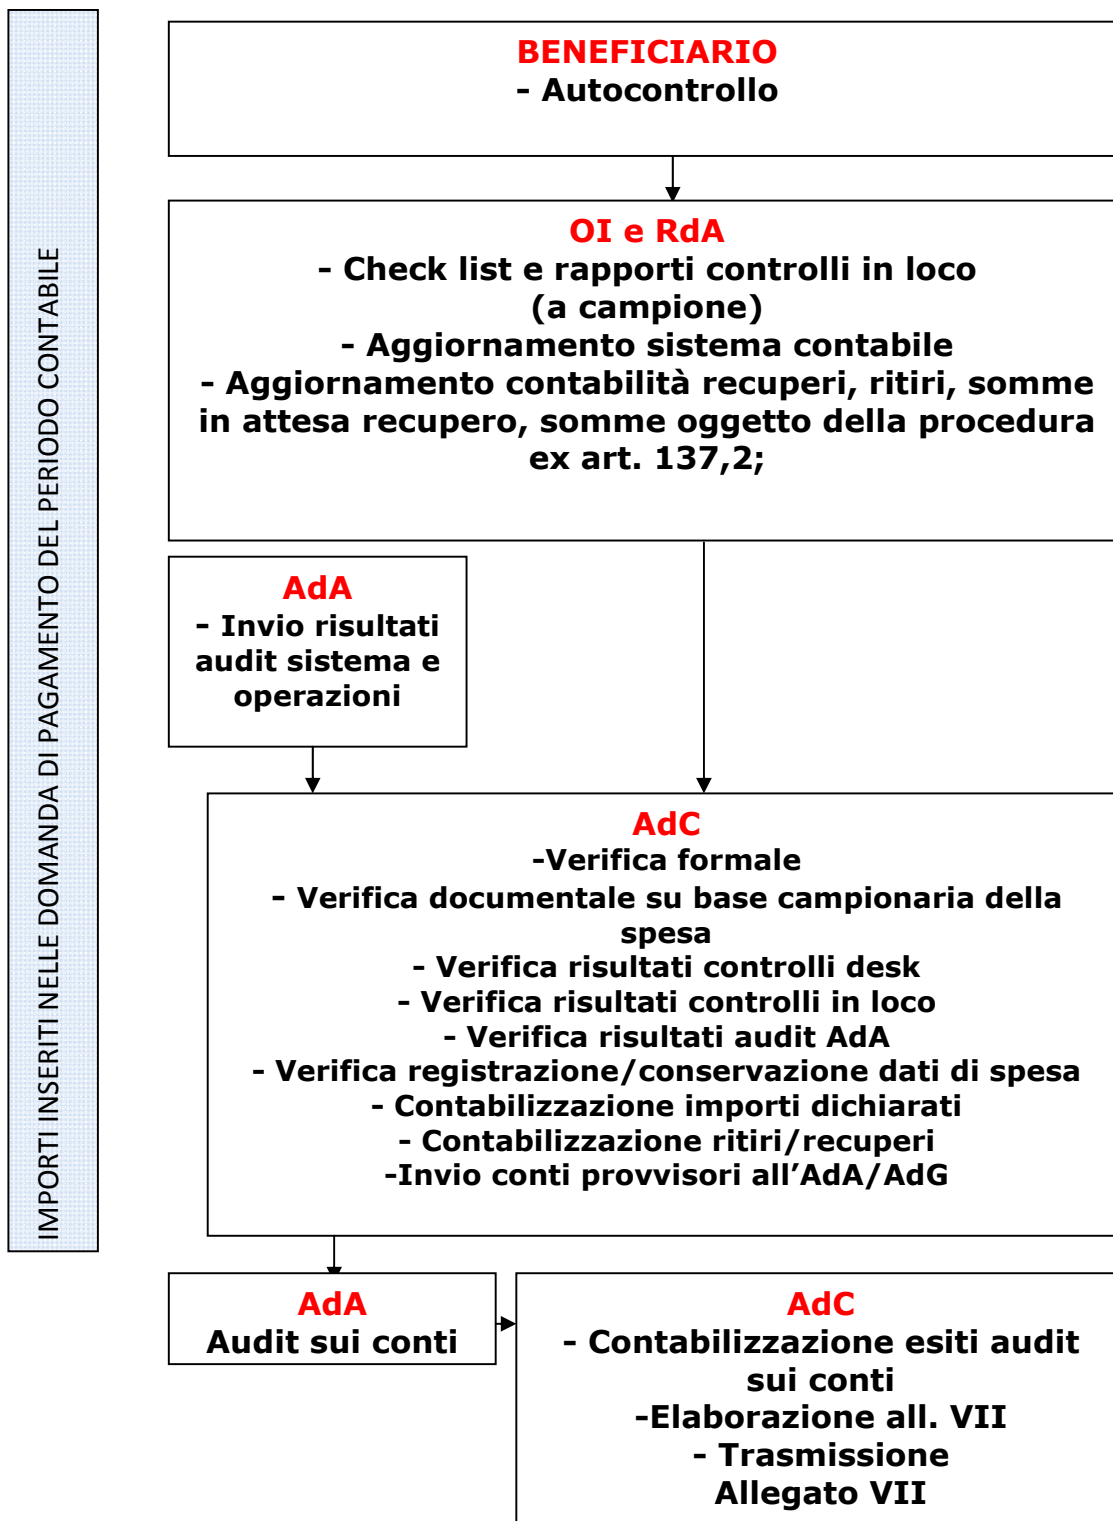 IMPORTI INSERITI NELLE DOMANDA DI PAGAMENTO DEL PERIODO CONTABILE
BENEFICIARIO
- Autocontrollo
OI e RdA
- Check list e rapporti controlli in loco
(a campione)
- Aggiornamento sistema contabile
- Aggiornamento contabilità recuperi, ritiri, somme
in attesa recupero, somme oggetto della procedura
ex art. 137,2;
AdA
- Invio risultati
audit sistema e
operazioni
AdC
-Verifica formale
- Verifica documentale su base campionaria della
spesa
- Verifica risultati controlli desk
- Verifica risultati controlli in loco
- Verifica risultati audit AdA
- Verifica registrazione/conservazione dati di spesa
- Contabilizzazione importi dichiarati
- Contabilizzazione ritiri/recuperi
-Invio conti provvisori all’AdA/AdG
AdA
Audit sui conti
AdC
- Contabilizzazione esiti audit
sui conti
-Elaborazione all. VII
- Trasmissione
Allegato VII